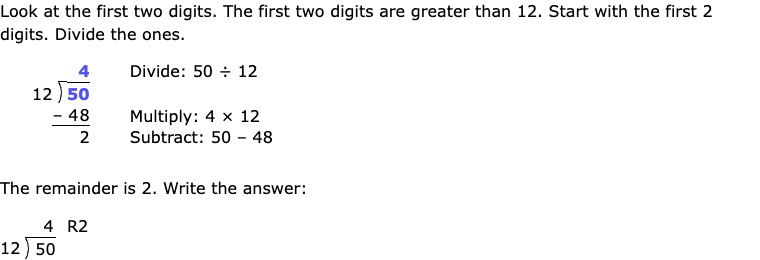 Look at the first two digits. The first two digits are greater than 12. Start with the first 2
digits. Divide the ones.
4 Divide: 50 ÷ 12
12 ) 50
− 48 Multiply: 4 × 12
2 Subtract: 50 − 48
The remainder is 2. Write the answer:
4 R2
12 ) 50